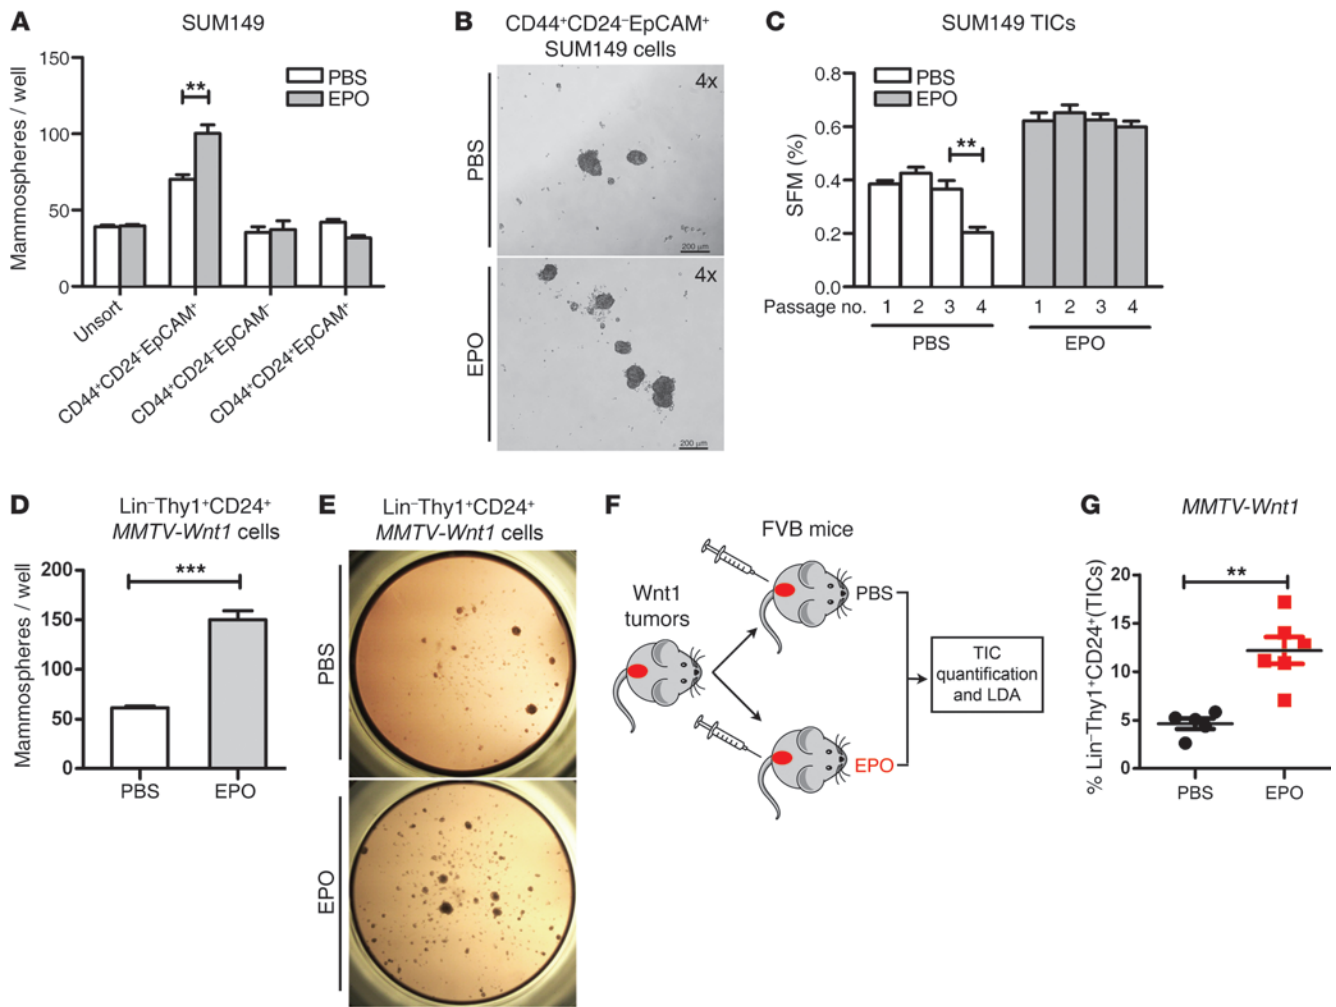 A
SUM149
Mammospheres / well
150
100
50
0
**
PBS
EPO
Unsort
CD44⁺CD24⁻EpCAM⁺
CD44⁺CD24⁻EpCAM⁻
CD44⁺CD24⁺EpCAM⁺
B
CD44⁺CD24⁻EpCAM⁺
SUM149 cells
PBS
4x
200 µm
EPO
4x
200 µm
C
SUM149 TICs
SFM (%)
0.8
0.6
0.4
0.2
0.0
PBS
EPO
**
Passage no. 1 2 3 4 1 2 3 4
PBS EPO
D
Lin⁻Thy1⁺CD24⁺
MMTV-Wnt1 cells
Mammospheres / well
200
150
100
50
0
***
PBS EPO
E
Lin⁻Thy1⁺CD24⁺
MMTV-Wnt1 cells
PBS
EPO
F
FVB mice
Wnt1
tumors
PBS
EPO
TIC
quantification
and LDA
G
MMTV-Wnt1
% Lin⁻Thy1⁺CD24⁺(TICs)
20
15
10
5
0
**
PBS EPO